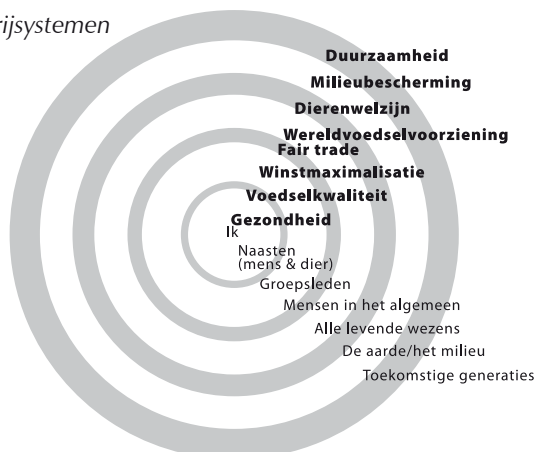 rijsystemen
Duurzaamheid
Milieubescherming
Dierenwelzijn
Wereldvoedselvoorziening
Fair trade
Winstmaximalisatie
Voedselkwaliteit
Gezondheid
Ik
Naasten
(mens & dier)
Groepsleden
Mensen in het algemeen
Alle levende wezens
De aarde/het milieu
Toekomstige generaties